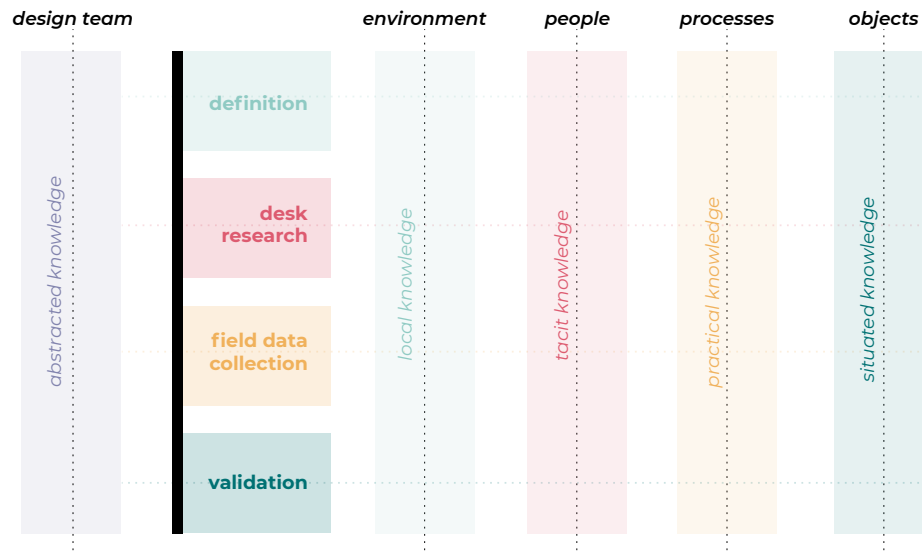 design team
environment
people
processes
objects
definition
desk
research
field data
collection
validation
abstracted knowledge
local knowledge
tacit knowledge
practical knowledge
situated knowledge